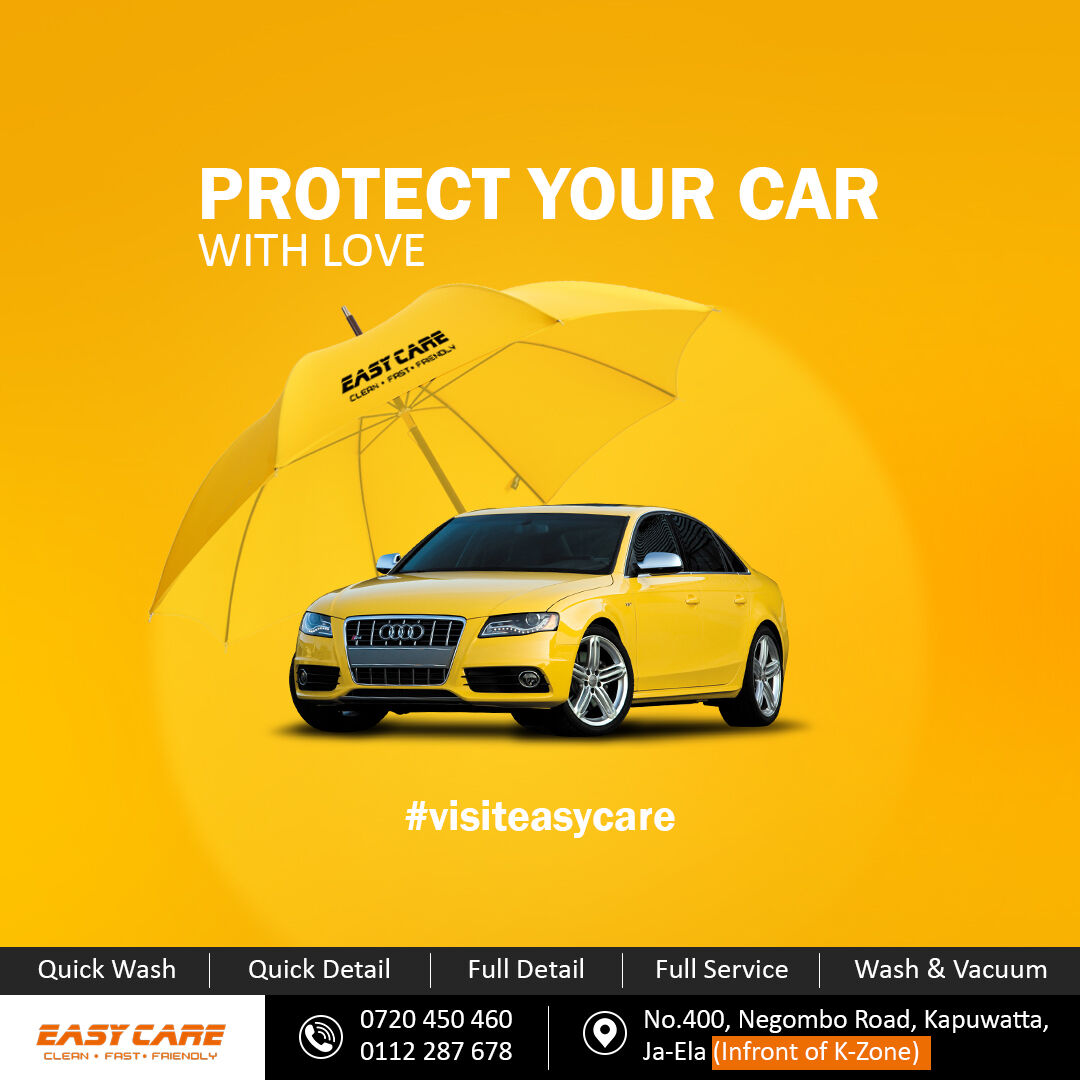 PROTECT YOUR CAR
WITH LOVE
EASY CARE
CLEAN • FAST • FRIENDLY
#visiteasycare
Quick Wash
Quick Detail
Full Detail
Full Service
Wash & Vacuum
EASY CARE
CLEAN • FAST • FRIENDLY
0720 450 460
0112 287 678
No.400, Negombo Road, Kapuwatta,
Ja-Ela (Infront of K-Zone)